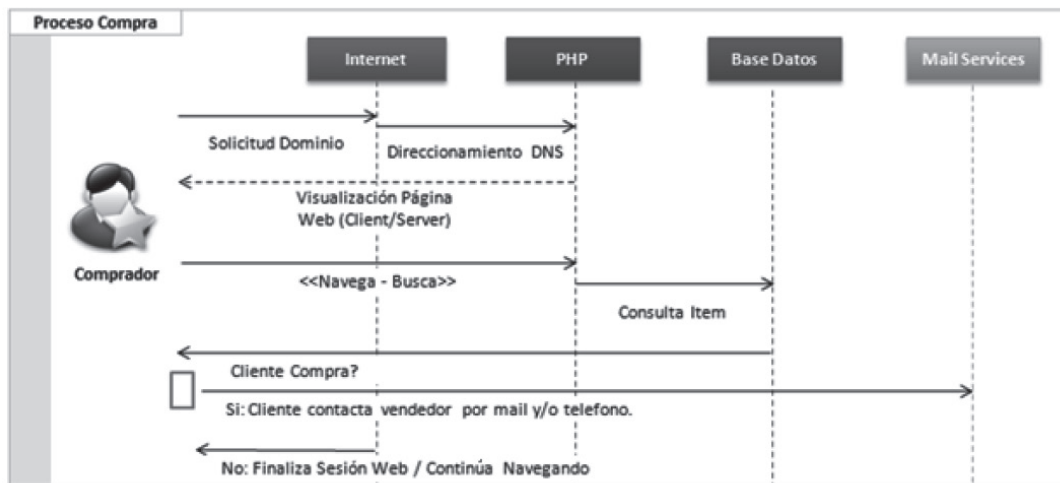 Proceso Compra
Internet
PHP
Base Datos
Mail Services
Solicitud Dominio
Direccionamiento DNS
Visualización Página
Web (Client/Server)
Comprador
<<Navega - Busca>>
Consulta Item
Cliente Compra?
Si: Cliente contacta vendedor por mail y/o telefono.
No: Finaliza Sesión Web / Continúa Navegando